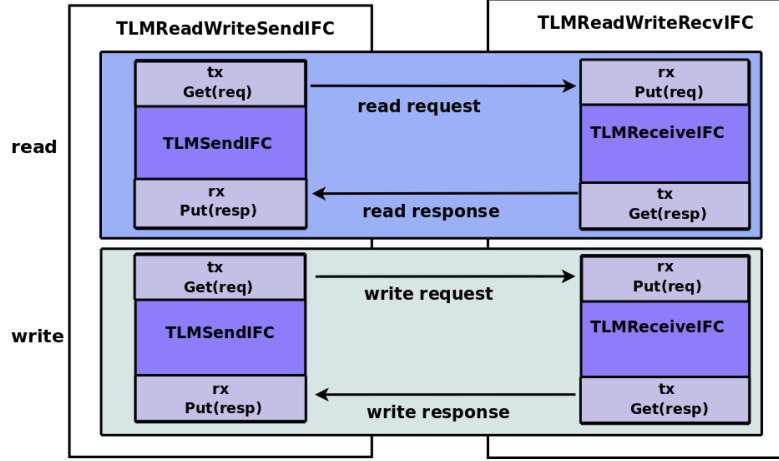 TLMReadWriteSendIFC
TLMReadWriteRecvIFC
read
tx
Get(req)
TLMSendIFC
rx
Put(resp)
read request
read response
rx
Put(req)
TLMReceiveIFC
tx
Get(resp)
write
tx
Get(req)
TLMSendIFC
rx
Put(resp)
write request
write response
rx
Put(req)
TLMReceiveIFC
tx
Get(resp)